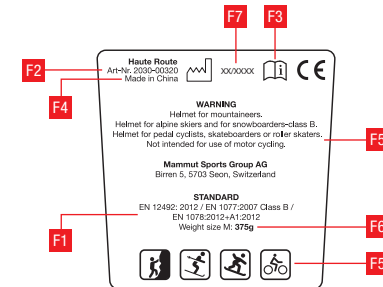 F7 F3
Haute Route
F2 Art-Nr. 2030-00320 xx/xxxx i CE
Made in China
F4
WARNING
Helmet for mountaineers.
Helmet for alpine skiers and for snowboarders-class B.
Helmet for pedal cyclists, skateboarders or roller skaters.
Not intended for use of motor cycling. F5
Mammut Sports Group AG
Birren 5, 5703 Seon, Switzerland
STANDARD
EN 12492: 2012 / EN 1077:2007 Class B /
EN 1078:2012+A1:2012
Weight size M: 375g F6
F1
F5